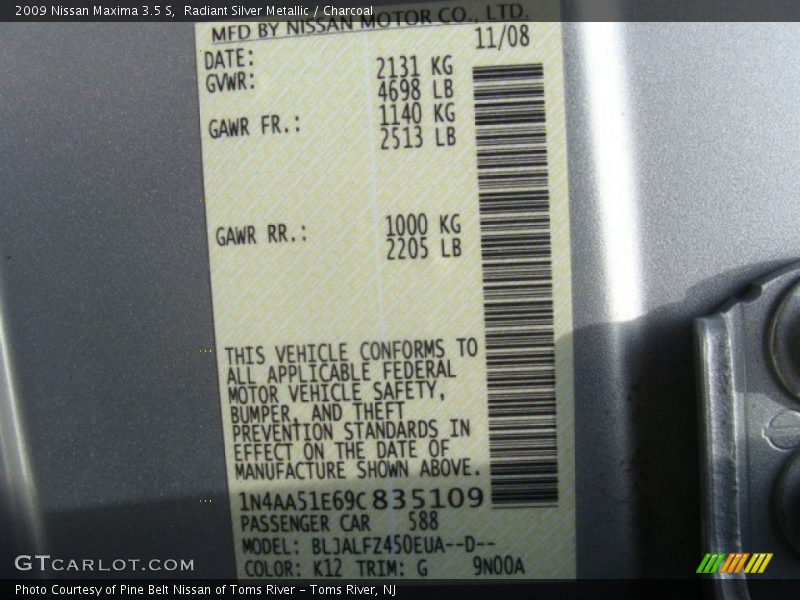 2009 Nissan Maxima 3.5 S, Radiant Silver Metallic / Charcoal
MFD BY NISSAN MOTOR CO., LTD.
DATE: 11/08
GVWR: 2131 KG
4698 LB
GAWR FR.: 1140 KG
2513 LB
GAWR RR.: 1000 KG
2205 LB
THIS VEHICLE CONFORMS TO
ALL APPLICABLE FEDERAL
MOTOR VEHICLE SAFETY,
BUMPER, AND THEFT
PREVENTION STANDARDS IN
EFFECT ON THE DATE OF
MANUFACTURE SHOWN ABOVE.
1N4AA51E69C835109
PASSENGER CAR 588
MODEL: BLJALFZ450EUA--D--
COLOR: K12 TRIM: G 9N00A
GTCARLOT.COM
Photo Courtesy of Pine Belt Nissan of Toms River - Toms River, NJ